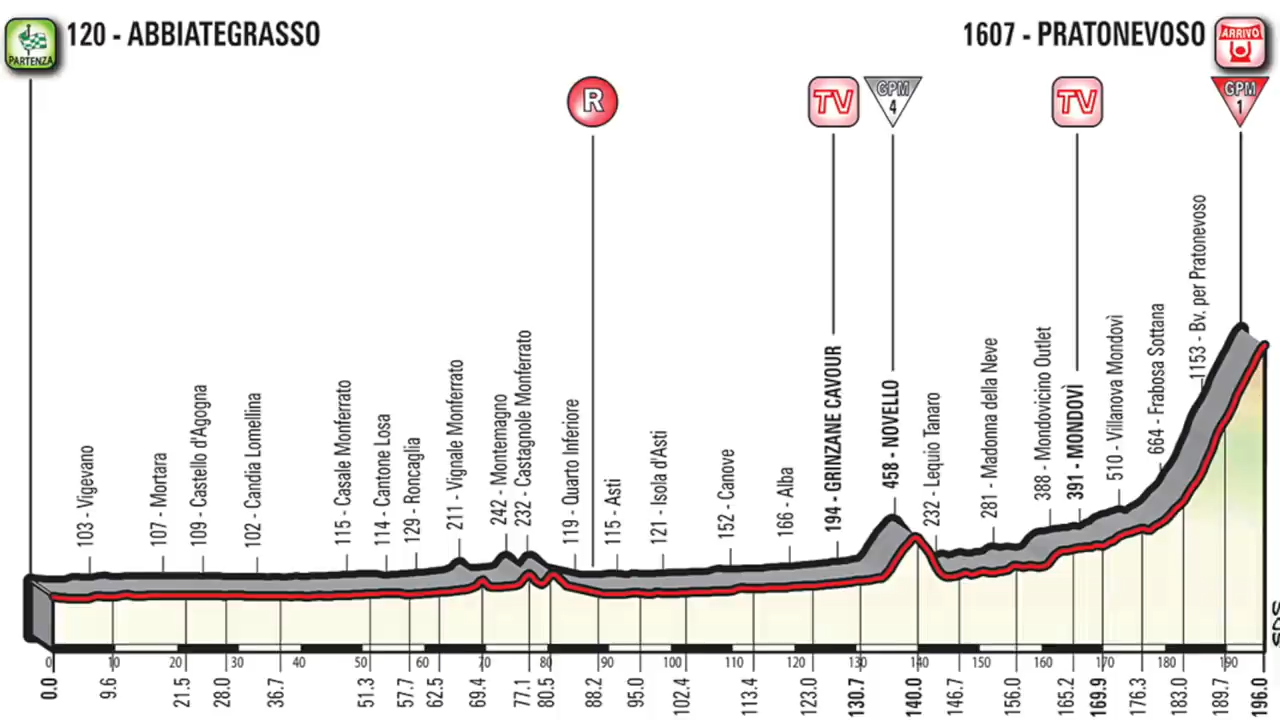 120 - ABBIATEGRASSO
PARTENZA
1607 - PRATONEVOSO
ARRIVO
R
TV
GPM
4
TV
GPM
1
103 - Vigevano
107 - Mortara
109 - Castello d'Agogna
102 - Candia Lomellina
115 - Casale Monferrato
114 - Cantone Losa
129 - Roncaglia
211 - Vignale Monferrato
242 - Montemagno
232 - Castagnole Monferrato
119 - Quarto Inferiore
115 - Asti
121 - Isola d'Asti
152 - Canove
166 - Alba
194 - GRINZANE CAVOUR
458 - NOVELLO
232 - Lequio Tanaro
281 - Madonna della Neve
388 - Mondovicino Outlet
391 - MONDOVÌ
510 - Villanova Mondovì
664 - Frabosa Sottana
1153 - Bv. per Pratonevoso
SDS
0 10 20 30 40 50 60 70 80 90 100 110 120 130 140 150 160 170 180 190
0.0
9.6
21.5
28.0
36.7
51.3
57.7
62.5
69.4
77.1
80.5
88.2
95.0
102.4
113.4
123.0
130.7
140.0
146.7
156.0
165.2
169.9
176.3
183.0
189.7
196.0